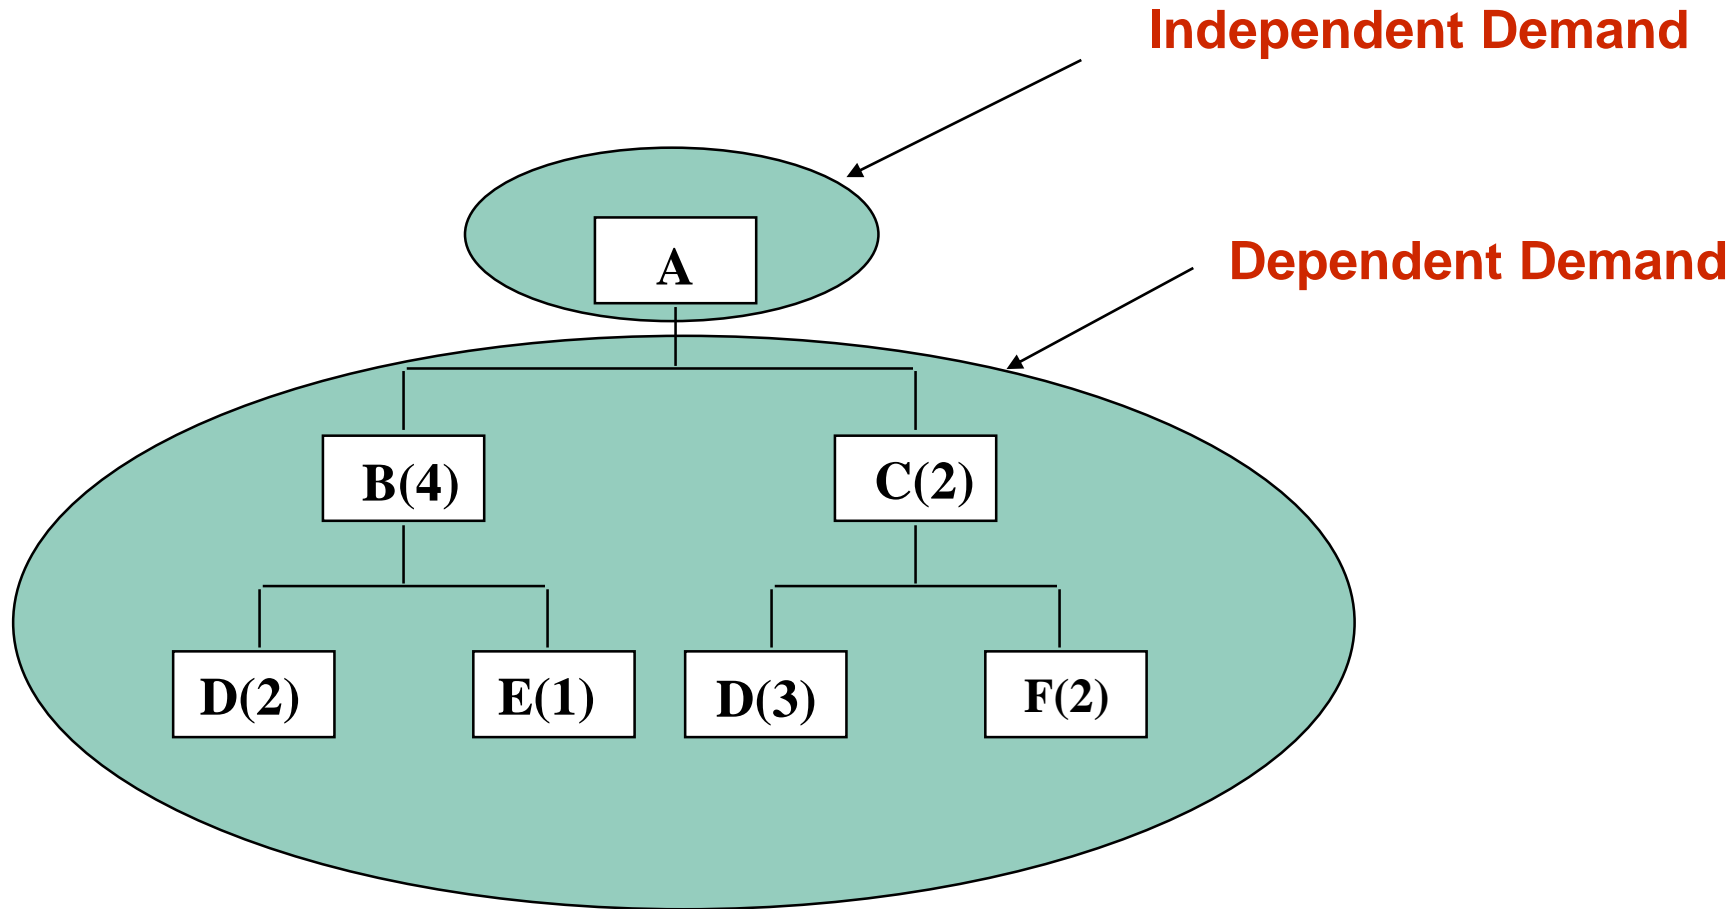 Independent Demand
A
Dependent Demand
B(4)
C(2)
D(2)
E(1)
D(3)
F(2)